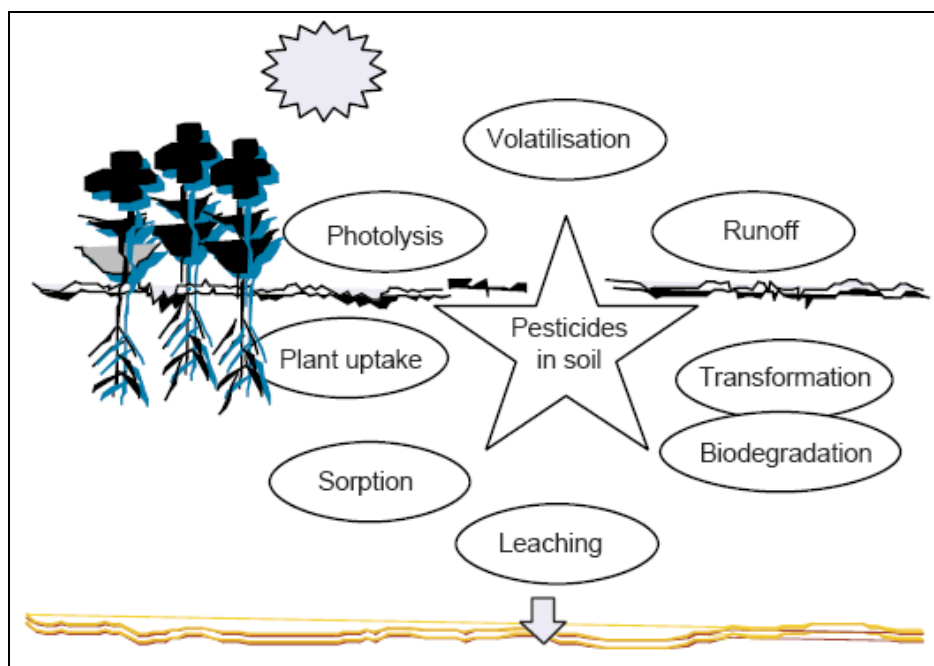 Volatilisation
Photolysis
Runoff
Pesticides
in soil
Plant uptake
Transformation
Biodegradation
Sorption
Leaching